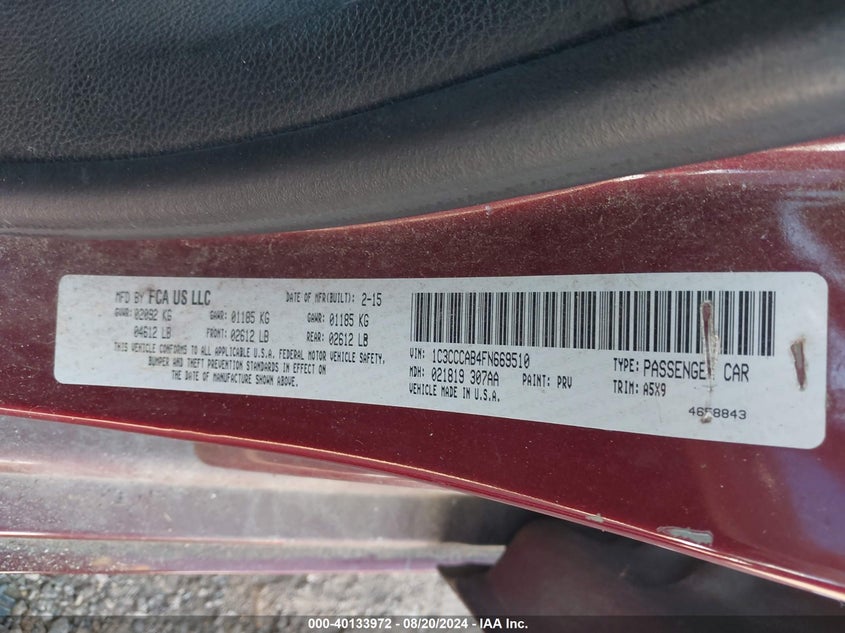 MFD BY FCA US LLC DATE OF MFR(BUILT): 2-15
GVWR: 02092 KG GAWR: 01185 KG GAWR: 01185 KG
04612 LB FRONT: 02612 LB REAR: 02612 LB
THIS VEHICLE CONFORMS TO ALL APPLICABLE U.S.A. FEDERAL MOTOR VEHICLE SAFETY,
BUMPER AND THEFT PREVENTION STANDARDS IN EFFECT ON
THE DATE OF MANUFACTURE SHOWN ABOVE.
VIN: 1C3CCCAB4FN669510 TYPE: PASSENGER CAR
MDH: 021819 307AA PAINT: PRV TRIM: A5X9
VEHICLE MADE IN U.S.A. 4658843
000-40133972 - 08/20/2024 - IAA Inc.